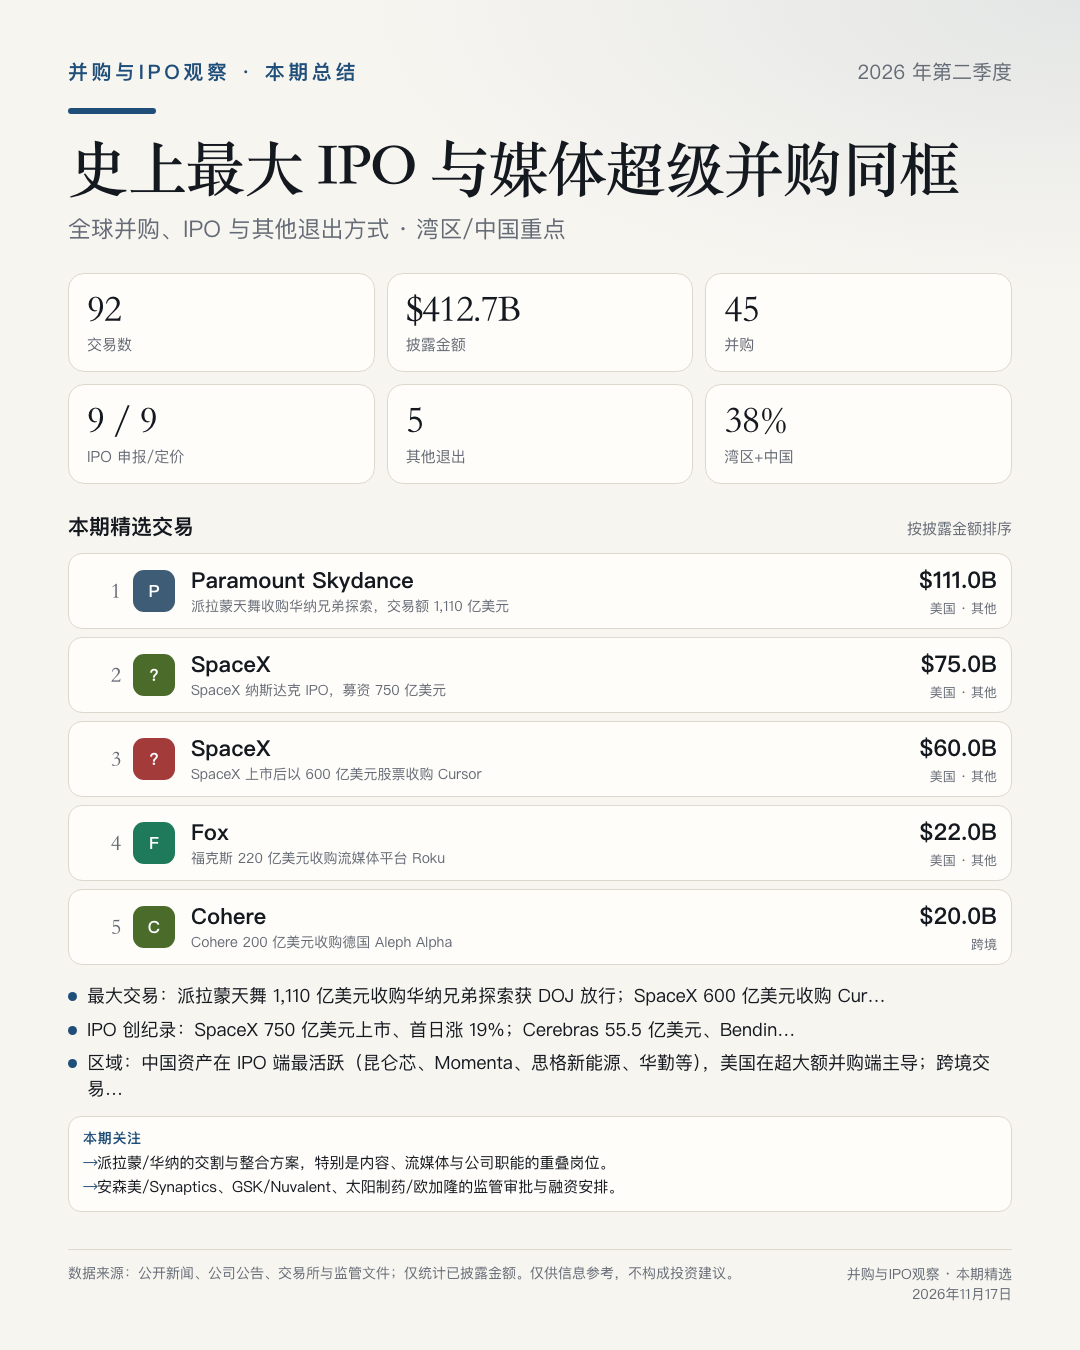 并购与IPO观察 · 本期总结
2026 年第二季度
史上最大 IPO 与媒体超级并购同框
全球并购、IPO 与其他退出方式 · 湾区/中国重点
92
交易数
$412.7B
披露金额
45
并购
9 / 9
IPO 申报/定价
5
其他退出
38%
湾区+中国
本期精选交易
按披露金额排序
1
P
Paramount Skydance
派拉蒙天舞收购华纳兄弟探索，交易额 1,110 亿美元
$111.0B
美国 · 其他
2
?
SpaceX
SpaceX 纳斯达克 IPO，募资 750 亿美元
$75.0B
美国 · 其他
3
?
SpaceX
SpaceX 上市后以 600 亿美元股票收购 Cursor
$60.0B
美国 · 其他
4
F
Fox
福克斯 220 亿美元收购流媒体平台 Roku
$22.0B
美国 · 其他
5
C
Cohere
Cohere 200 亿美元收购德国 Aleph Alpha
$20.0B
跨境
最大交易：派拉蒙天舞 1,110 亿美元收购华纳兄弟探索获 DOJ 放行；SpaceX 600 亿美元收购 Cur…
IPO 创纪录：SpaceX 750 亿美元上市、首日涨 19%；Cerebras 55.5 亿美元、Bendin…
区域：中国资产在 IPO 端最活跃（昆仑芯、Momenta、思格新能源、华勤等），美国在超大额并购端主导；跨境交
易…
本期关注
→派拉蒙/华纳的交割与整合方案，特别是内容、流媒体与公司职能的重叠岗位。
→安森美/Synaptics、GSK/Nuvalent、太阳制药/欧加隆的监管审批与融资安排。
数据来源：公开新闻、公司公告、交易所与监管文件；仅统计已披露金额。仅供信息参考，不构成投资建议。
并购与IPO观察 · 本期精选
2026年11月17日